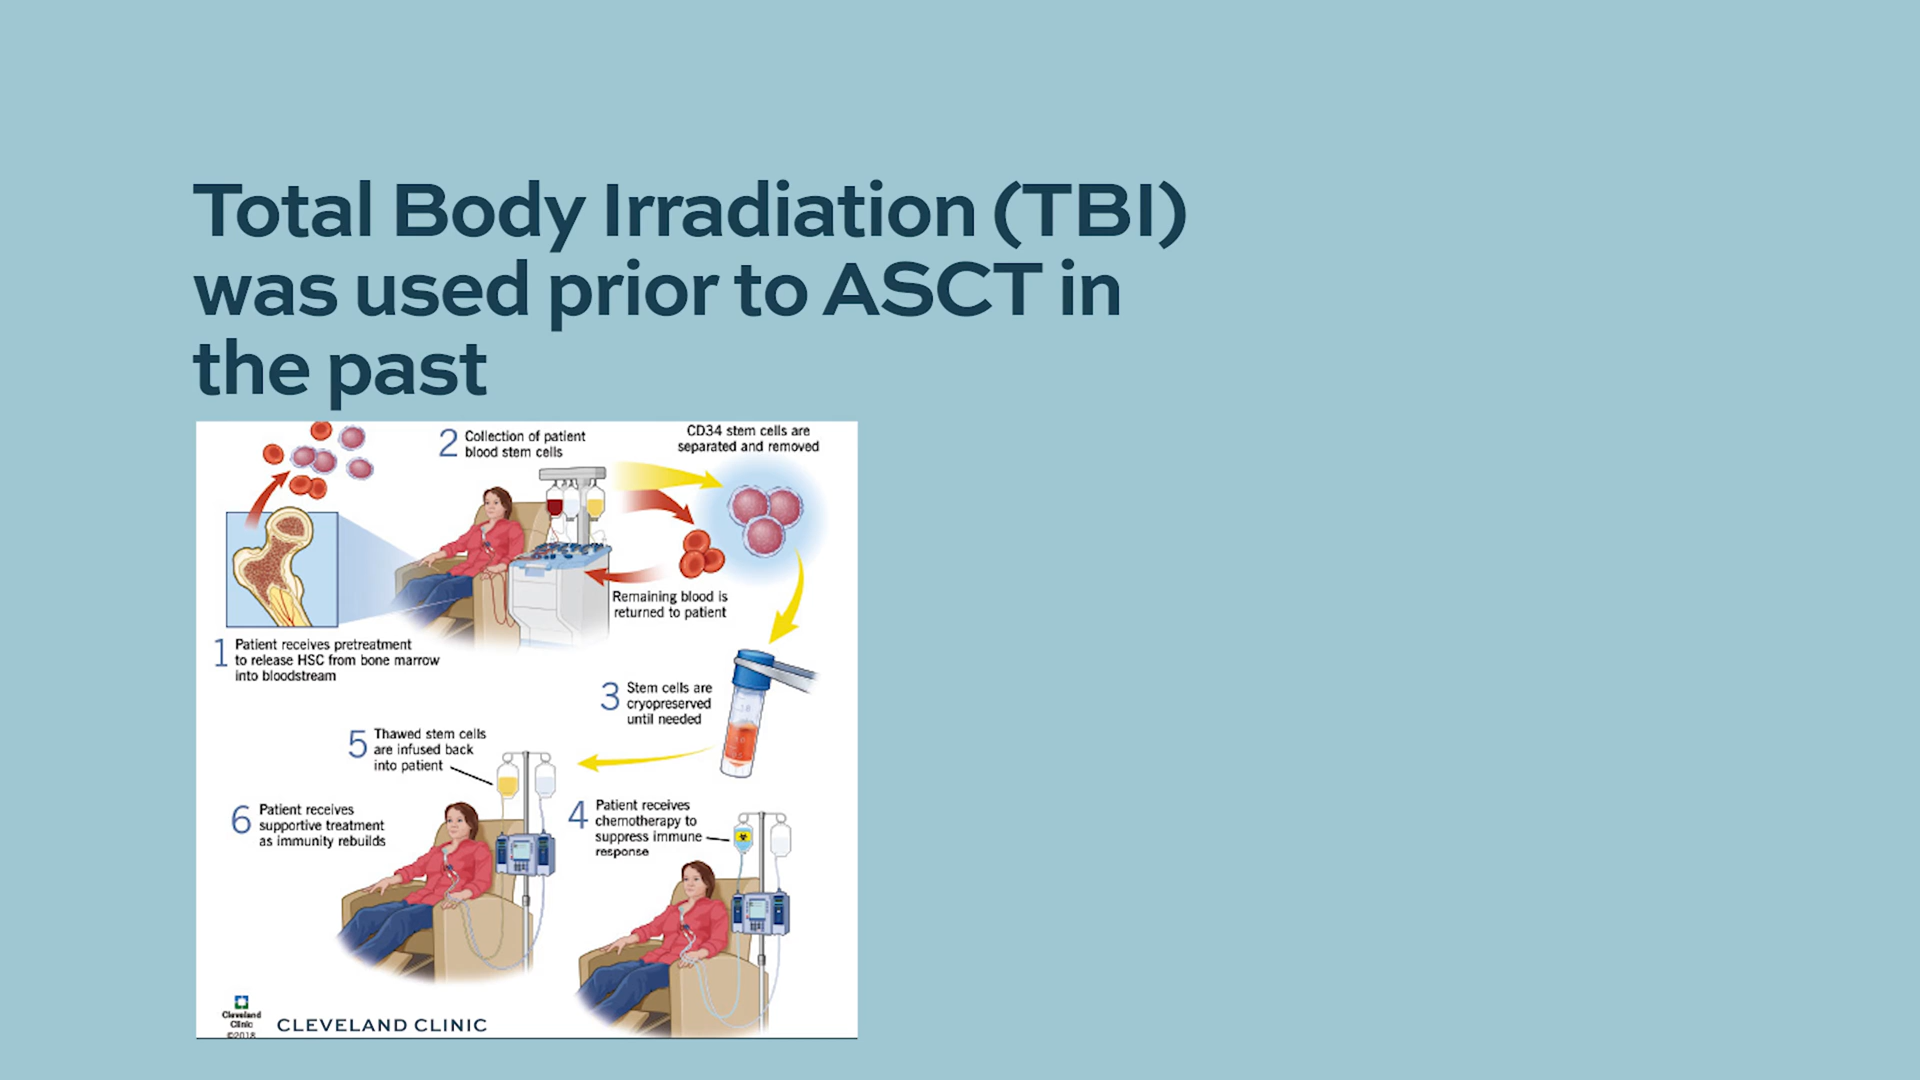 Total Body Irradiation (TBI)
was used prior to ASCT in
the past
2 Collection of patient
blood stem cells
CD34 stem cells are
separated and removed
Remaining blood is
returned to patient
1 Patient receives pretreatment
to release HSC from bone marrow
into bloodstream
3 Stem cells are
cryopreserved
until needed
5 Thawed stem cells
are infused back
into patient
4 Patient receives
chemotherapy to
suppress immune
response
6 Patient receives
supportive treatment
as immunity rebuilds
Cleveland
Clinic
©2018
CLEVELAND CLINIC